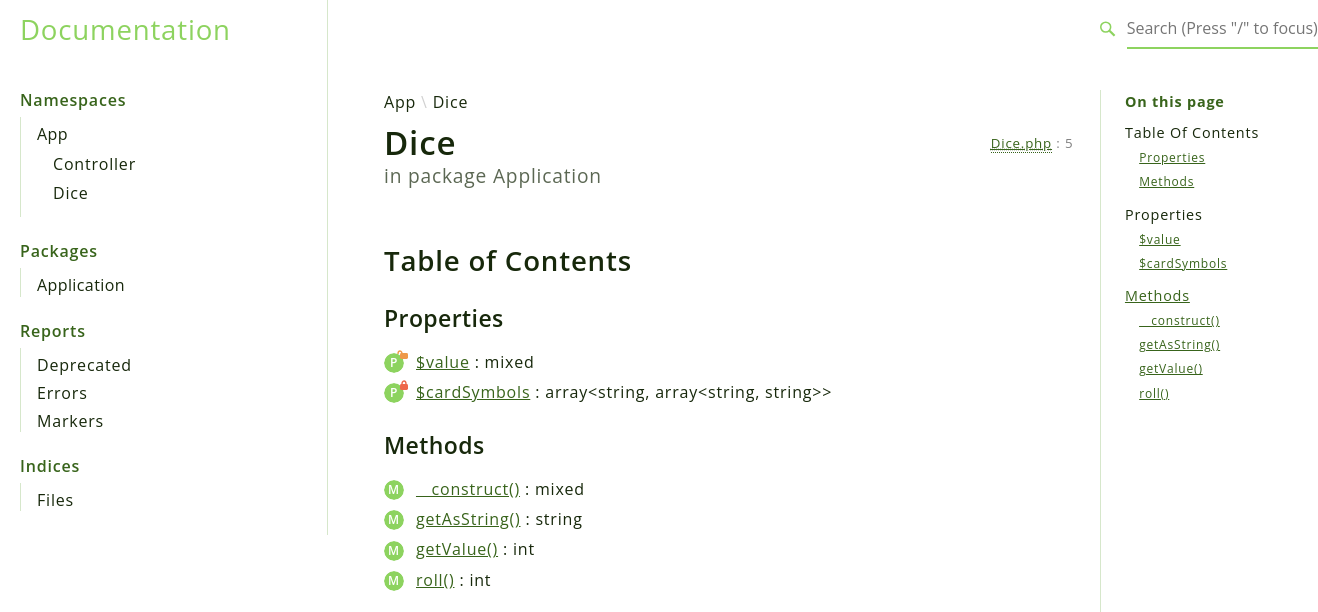 Documentation
Search (Press "/" to focus)
Namespaces
App
Controller
Dice
Packages
Application
Reports
Deprecated
Errors
Markers
Indices
Files
App \ Dice
Dice
Dice.php : 5
in package Application
Table of Contents
Properties
P $value : mixed
P $cardSymbols : array<string, array<string, string>>
Methods
M __construct() : mixed
M getAsString() : string
M getValue() : int
M roll() : int
On this page
Table Of Contents
Properties
Methods
Properties
$value
$cardSymbols
Methods
__construct()
getAsString()
getValue()
roll()